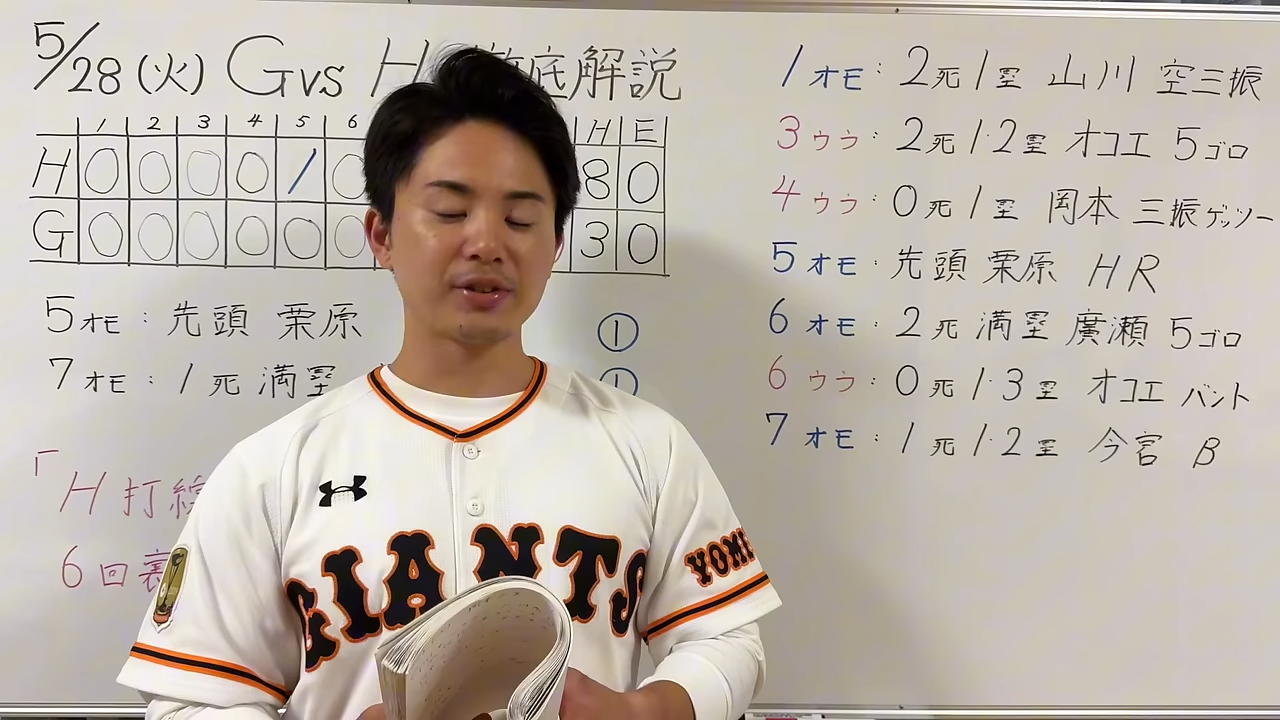 5/28(火) G vs H 徹底解説
1 2 3 4 5 6 H E
H 0 0 0 0 1 0 8 0
G 0 0 0 0 0 0 3 0
5オモ:先頭 栗原 ①
7オモ:1死満塁 ①
「H打線
6回裏
1オモ:2死1塁 山川 空三振
3ウラ:2死1·2塁 オコエ 5ゴロ
4ウラ:0死1塁 岡本 三振ゲッツー
5オモ:先頭 栗原 HR
6オモ:2死満塁 廣瀬 5ゴロ
6ウラ:0死1·3塁 オコエ バント
7オモ:1死1·2塁 今宮 B
GIANTS
YOMI